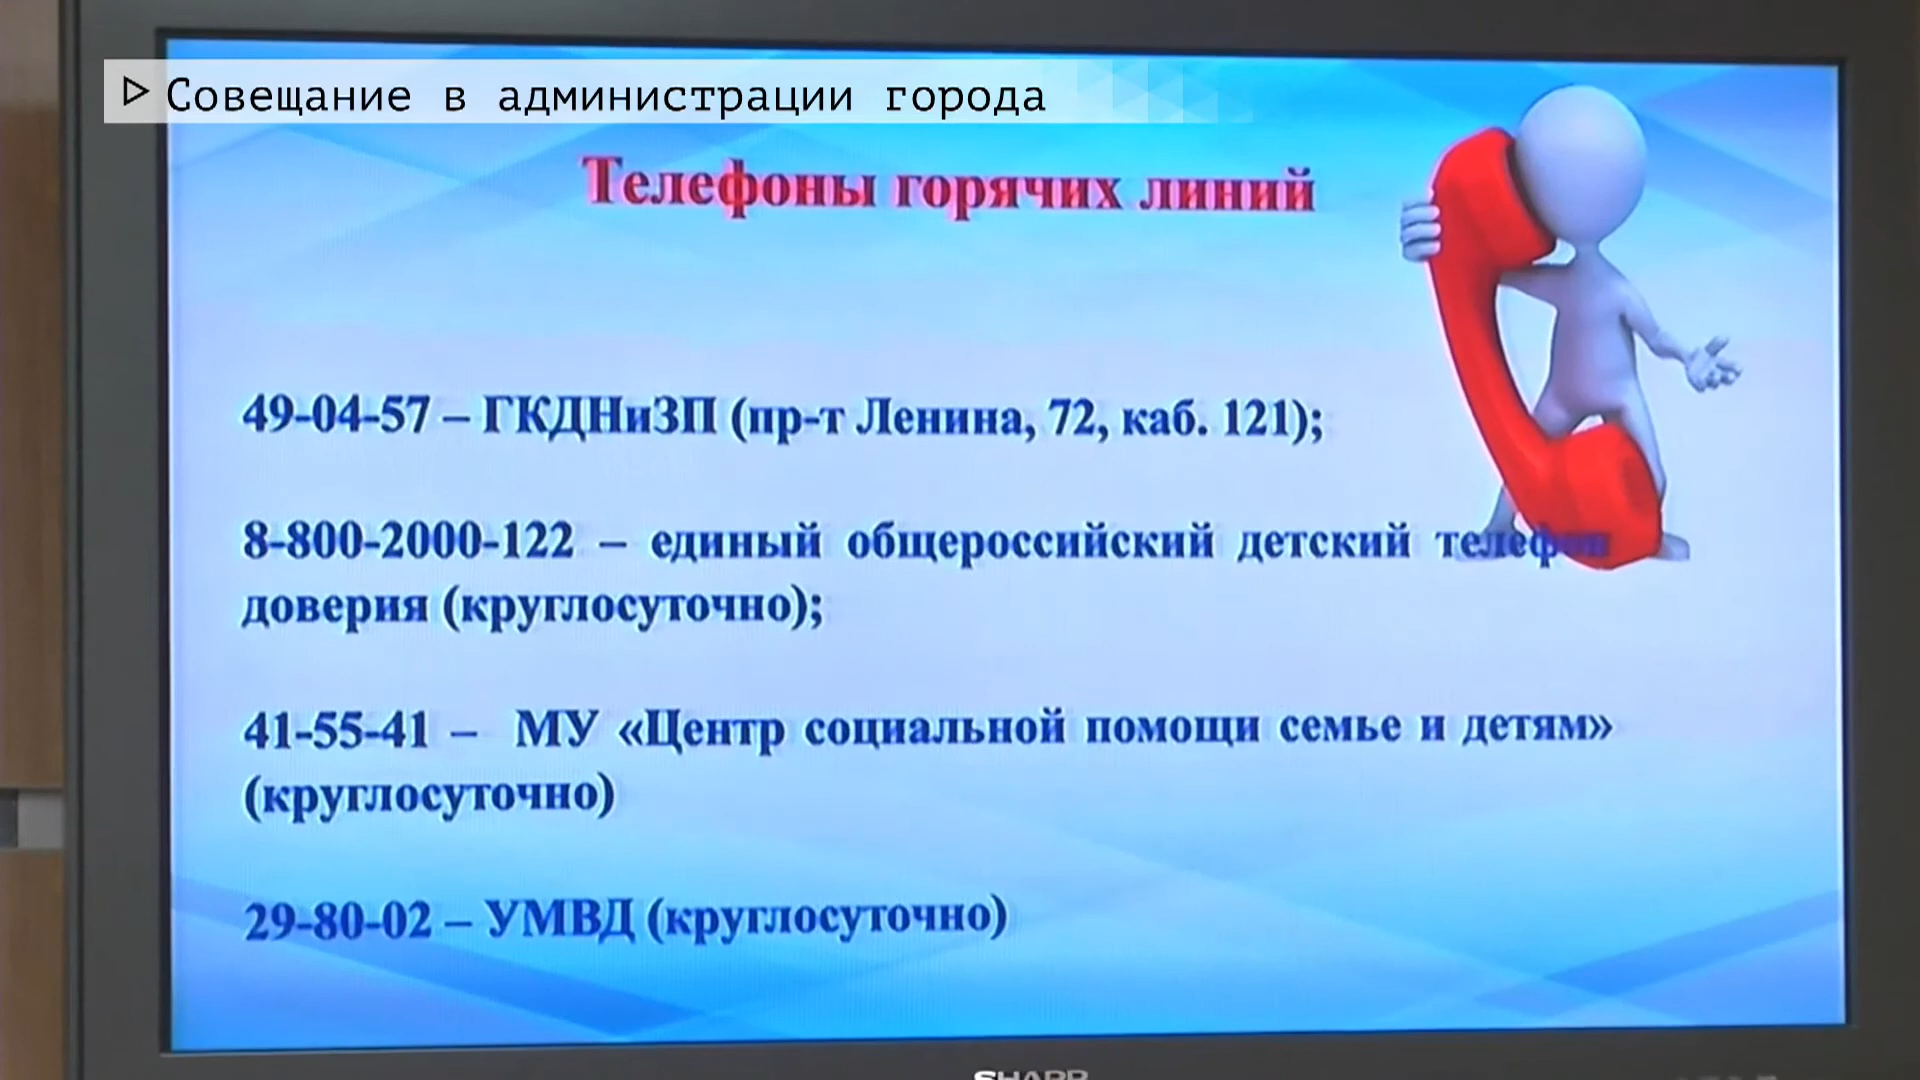 Совещание в администрации города
Телефоны горячих линий
49-04-57 – ГКДНиЗП (пр-т Ленина, 72, каб. 121);
8-800-2000-122 – единый общероссийский детский телефон
доверия (круглосуточно);
41-55-41 – МУ «Центр социальной помощи семье и детям»
(круглосуточно)
29-80-02 – УМВД (круглосуточно)
SHARP